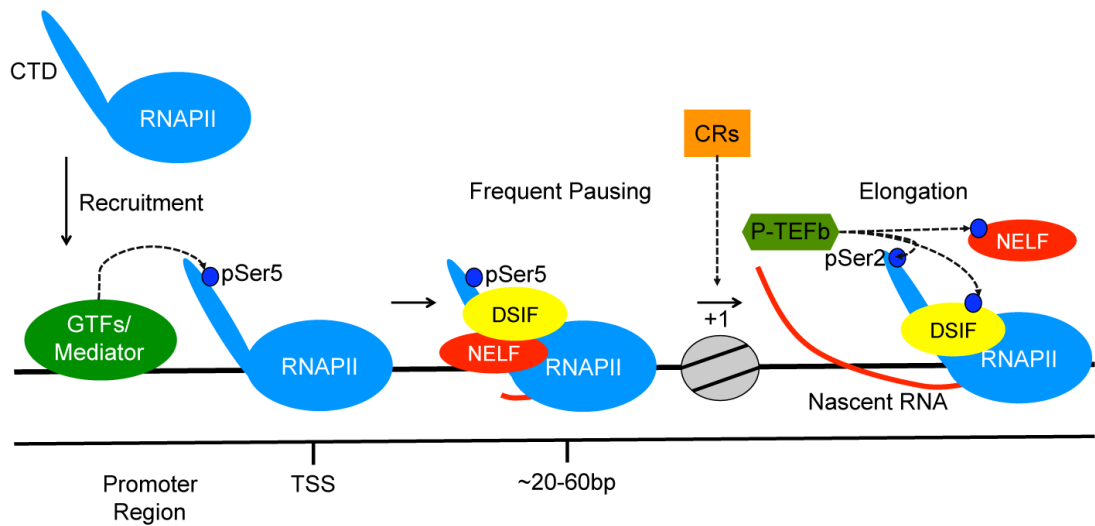 CTD
RNAPII
Recruitment
GTFs/
Mediator
pSer5
RNAPII
Frequent Pausing
pSer5
DSIF
NELF
RNAPII
CRs
+1
Elongation
P-TEFb
NELF
pSer2
DSIF
RNAPII
Nascent RNA
Promoter
Region
TSS
~20-60bp